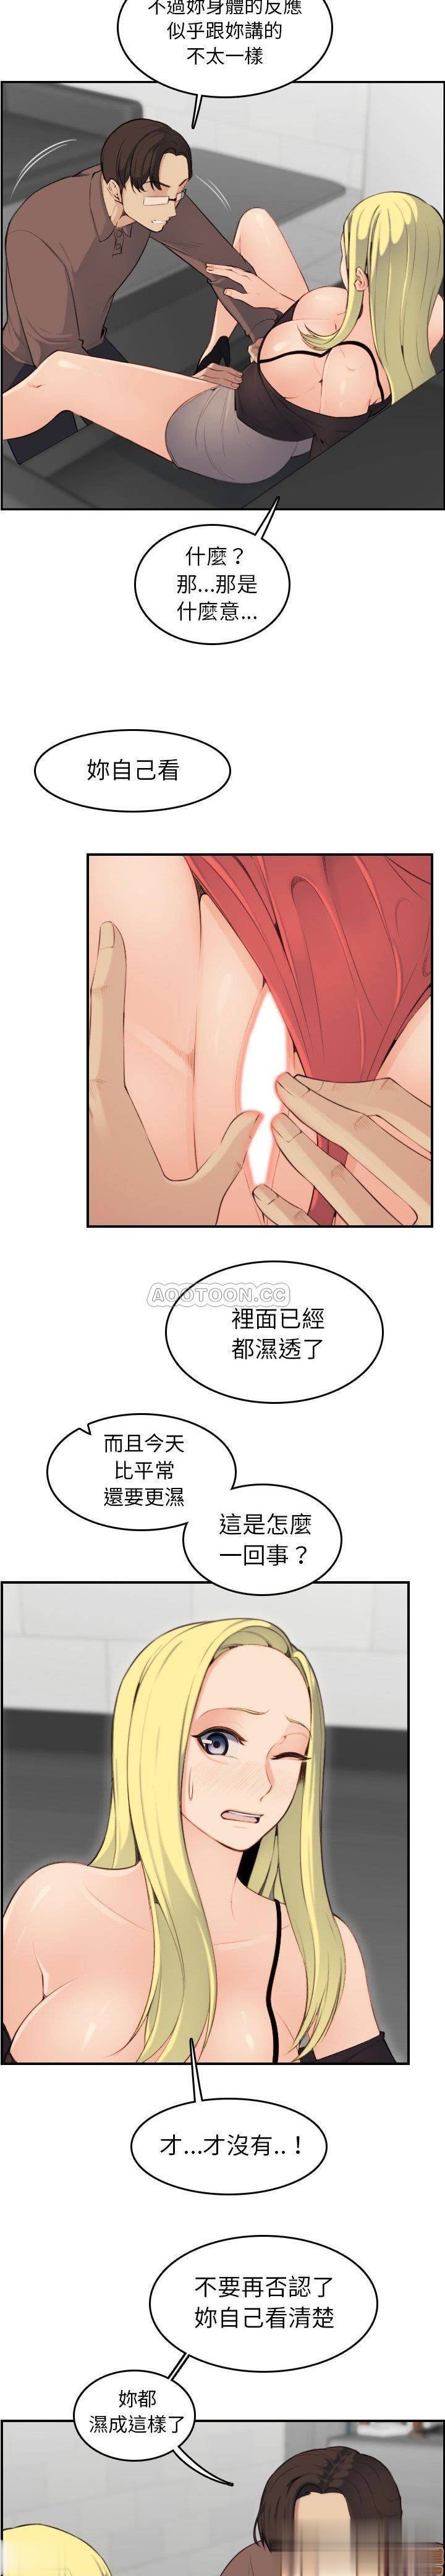 不過妳身體的反應
似乎跟妳講的
不太一樣
什麼？
那...那是
什麼意...
妳自己看
AQOTOON.CC
裡面已經
都濕透了
而且今天
比平常
還要更濕
這是怎麼
一回事？
才...才沒有..！
不要再否認了
妳自己看清楚
妳都
濕成這樣了